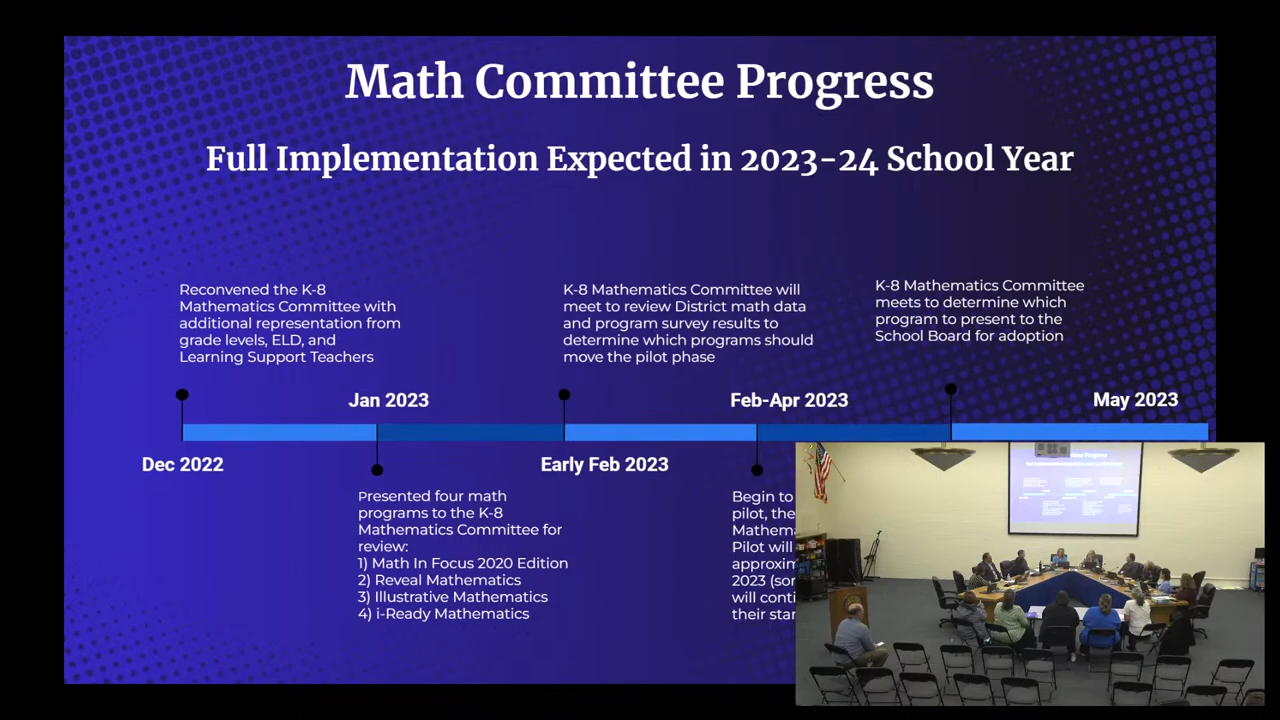 Math Committee Progress
Full Implementation Expected in 2023-24 School Year
Reconvened the K-8
Mathematics Committee with
additional representation from
grade levels, ELD, and
Learning Support Teachers
K-8 Mathematics Committee will
meet to review District math data
and program survey results to
determine which programs should
move the pilot phase
K-8 Mathematics Committee
meets to determine which
program to present to the
School Board for adoption
Jan 2023
Feb-Apr 2023
May 2023
Dec 2022
Early Feb 2023
Presented four math
programs to the K-8
Mathematics Committee for
review:
1) Math In Focus 2020 Edition
2) Reveal Mathematics
3) Illustrative Mathematics
4) i-Ready Mathematics
Begin to
pilot, the
Pilot will
2023
will
their